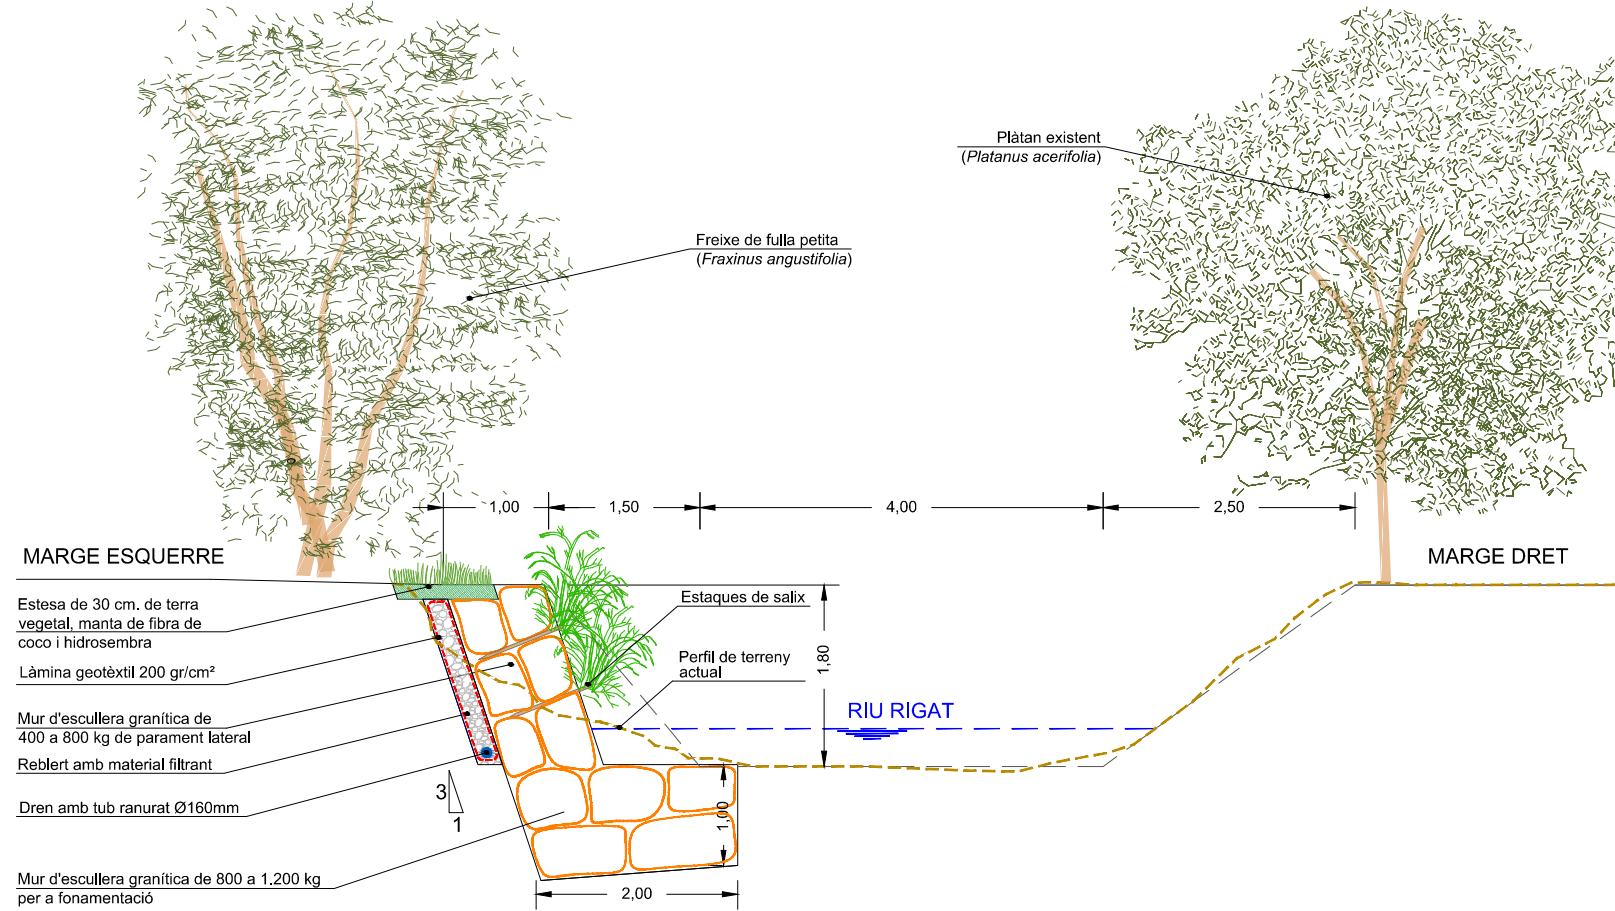 Plàtan existent
(Platanus acerifolia)
Freixe de fulla petita
(Fraxinus angustifolia)
1,00
1,50
4,00
2,50
MARGE ESQUERRE
MARGE DRET
Estesa de 30 cm. de terra
vegetal, manta de fibra de
coco i hidrosembra
Làmina geotèxtil 200 gr/cm²
Mur d'escullera granítica de
400 a 800 kg de parament lateral
Reblert amb material filtrant
Dren amb tub ranurat Ø160mm
Mur d'escullera granítica de 800 a 1.200 kg
per a fonamentació
Estaques de salix
Perfil de terreny
actual
1,80
RIU RIGAT
3
1
1,00
2,00